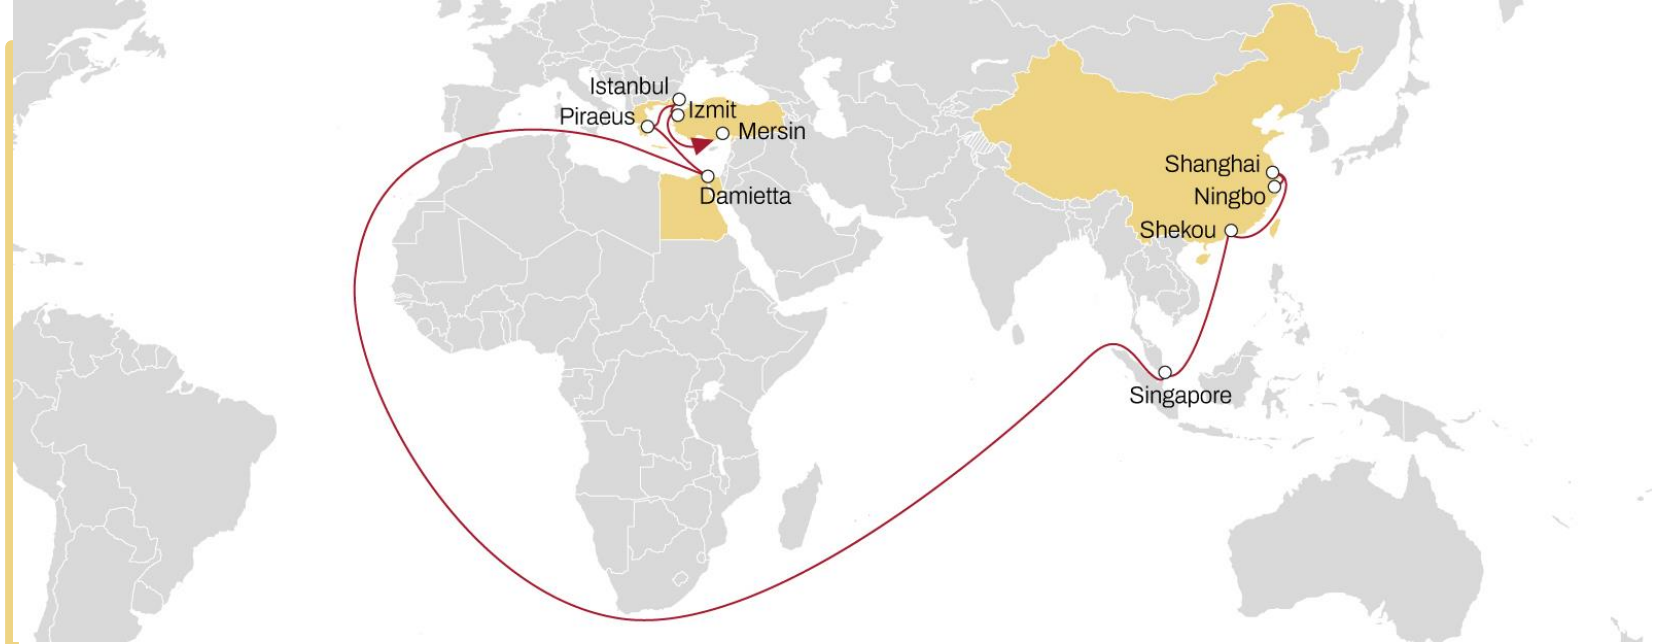 Istanbul
Izmit
Piraeus
Mersin
Shanghai
Damietta
Ningbo
Shekou
Singapore